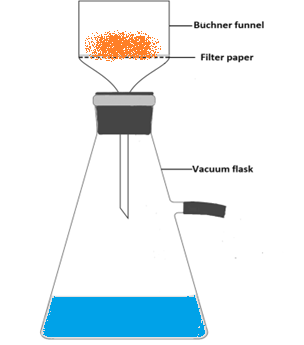 Buchner funnel
Filter paper
Vacuum flask